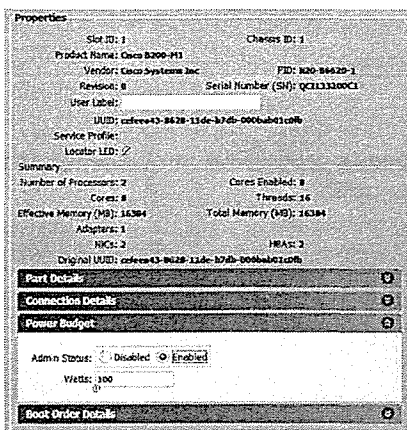 Properties
Slot ID: 1 Chassis ID: 1
Product Name: Cisco B200-M1
Vendor: Cisco Systems Inc PID: N20-B6620-1
Revision: 0 Serial Number (SN): QCI133200C1
User Label:
UUID:
Service Profile:
Locator LED:
Summary
Number of Processors: 2 Cores Enabled: 8
Cores: 8 Threads: 16
Effective Memory (MB): 16384 Total Memory (MB): 16384
Adapters: 1
NICs: 2 HBAs: 2
Original UUID:
Part Details
Connection Details
Power Budget
Admin Status: Disabled Enabled
Watts: 300
Boot Order Details